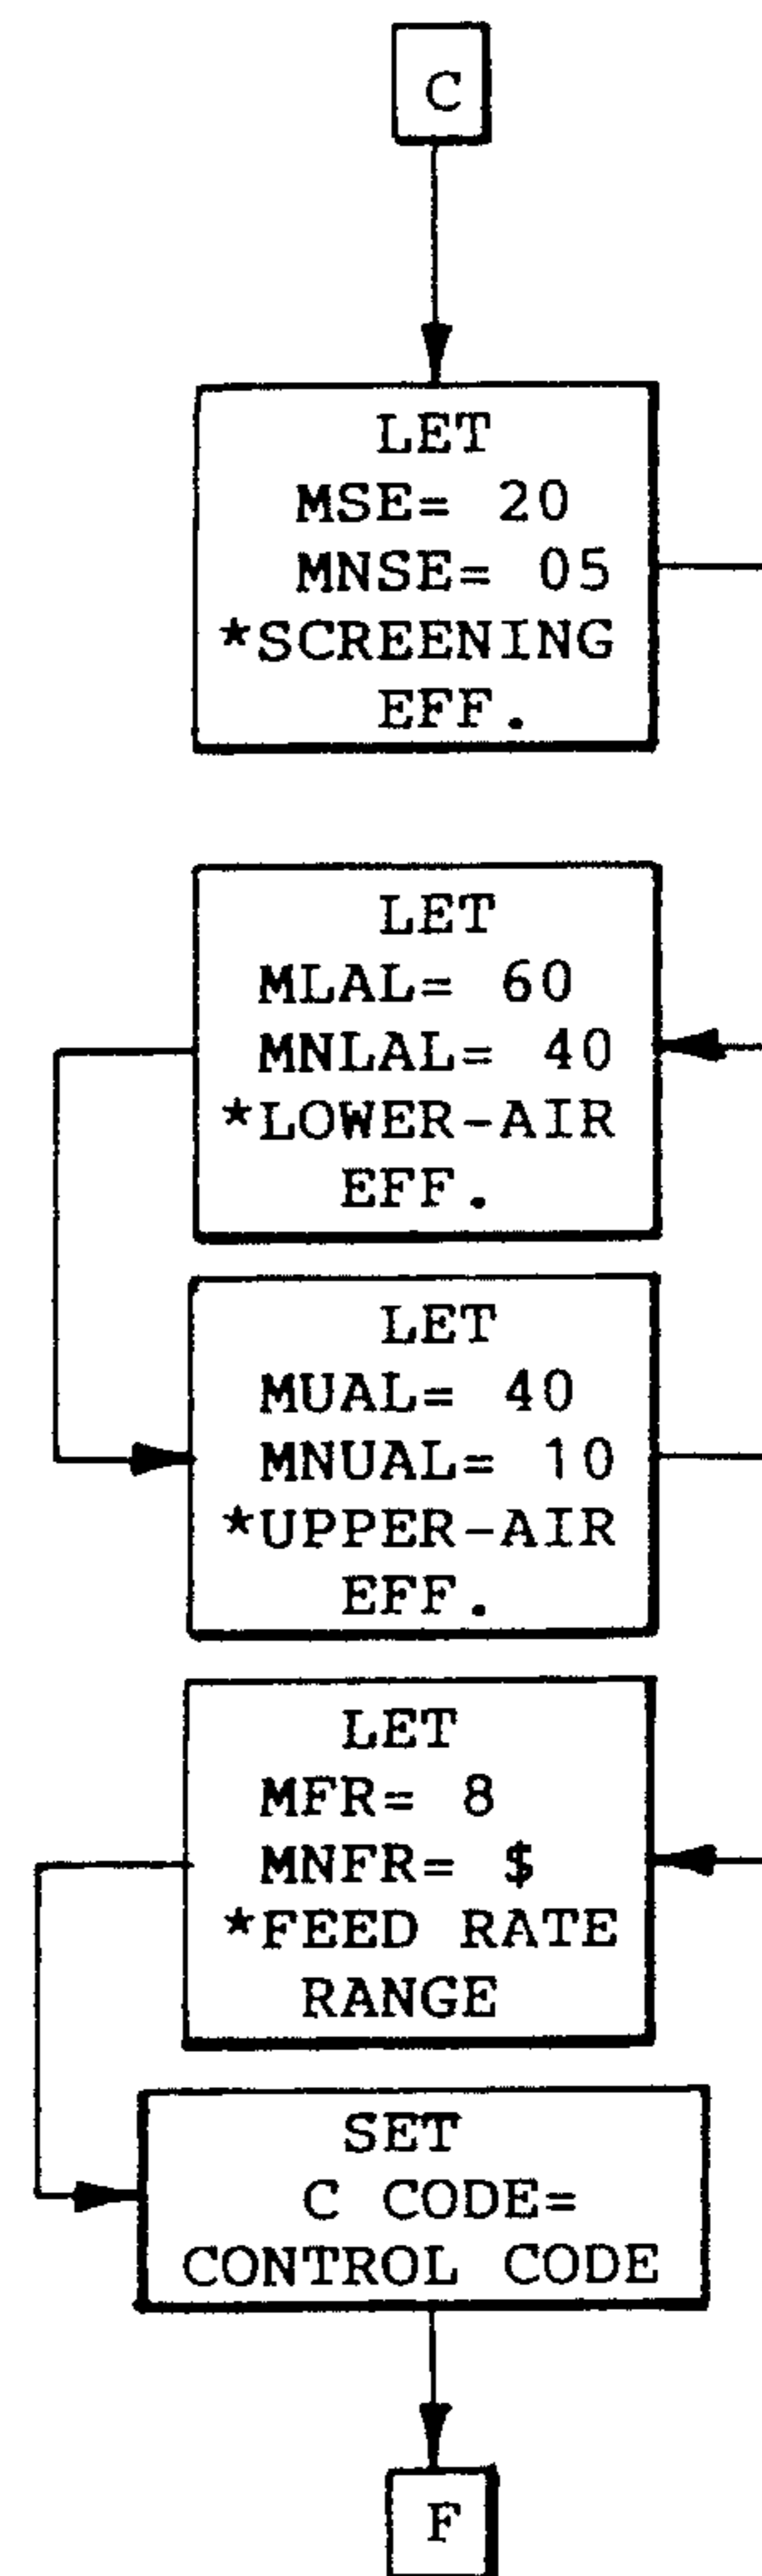 C
LET
MSE= 20
MNSE= 05
*SCREENING
EFF.
LET
MLAL= 60
MNLAL= 40
*LOWER-AIR
EFF.
LET
MUAL= 40
MNUAL= 10
*UPPER-AIR
EFF.
LET
MFR= 8
MNFR= $
*FEED RATE
RANGE
SET
C CODE=
CONTROL CODE
F